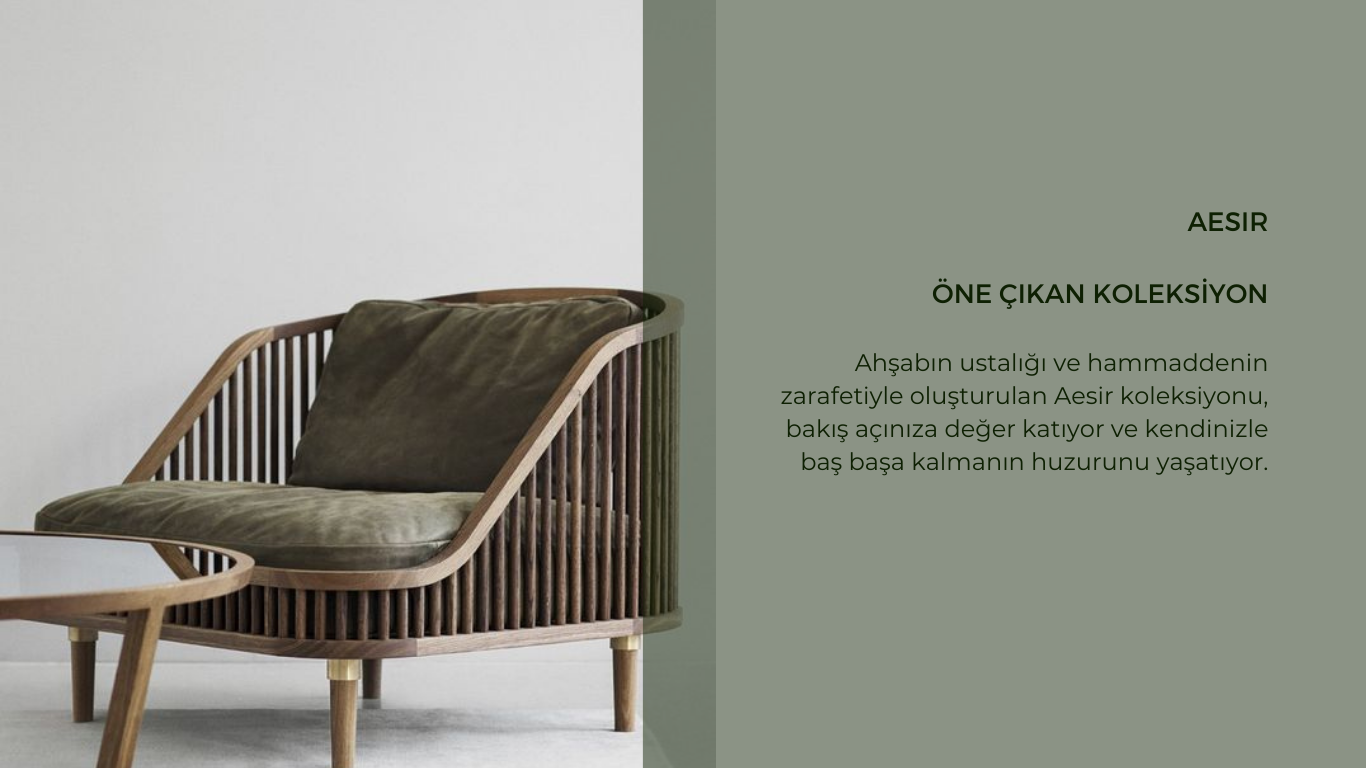 AESIR
ÖNE ÇIKAN KOLEKSİYON
Ahşabın ustalığı ve hammaddenin
zarafetiyle oluşturulan Aesir koleksiyonu,
bakış açınıza değer katıyor ve kendinizle
baş başa kalmanın huzurunu yaşatıyor.